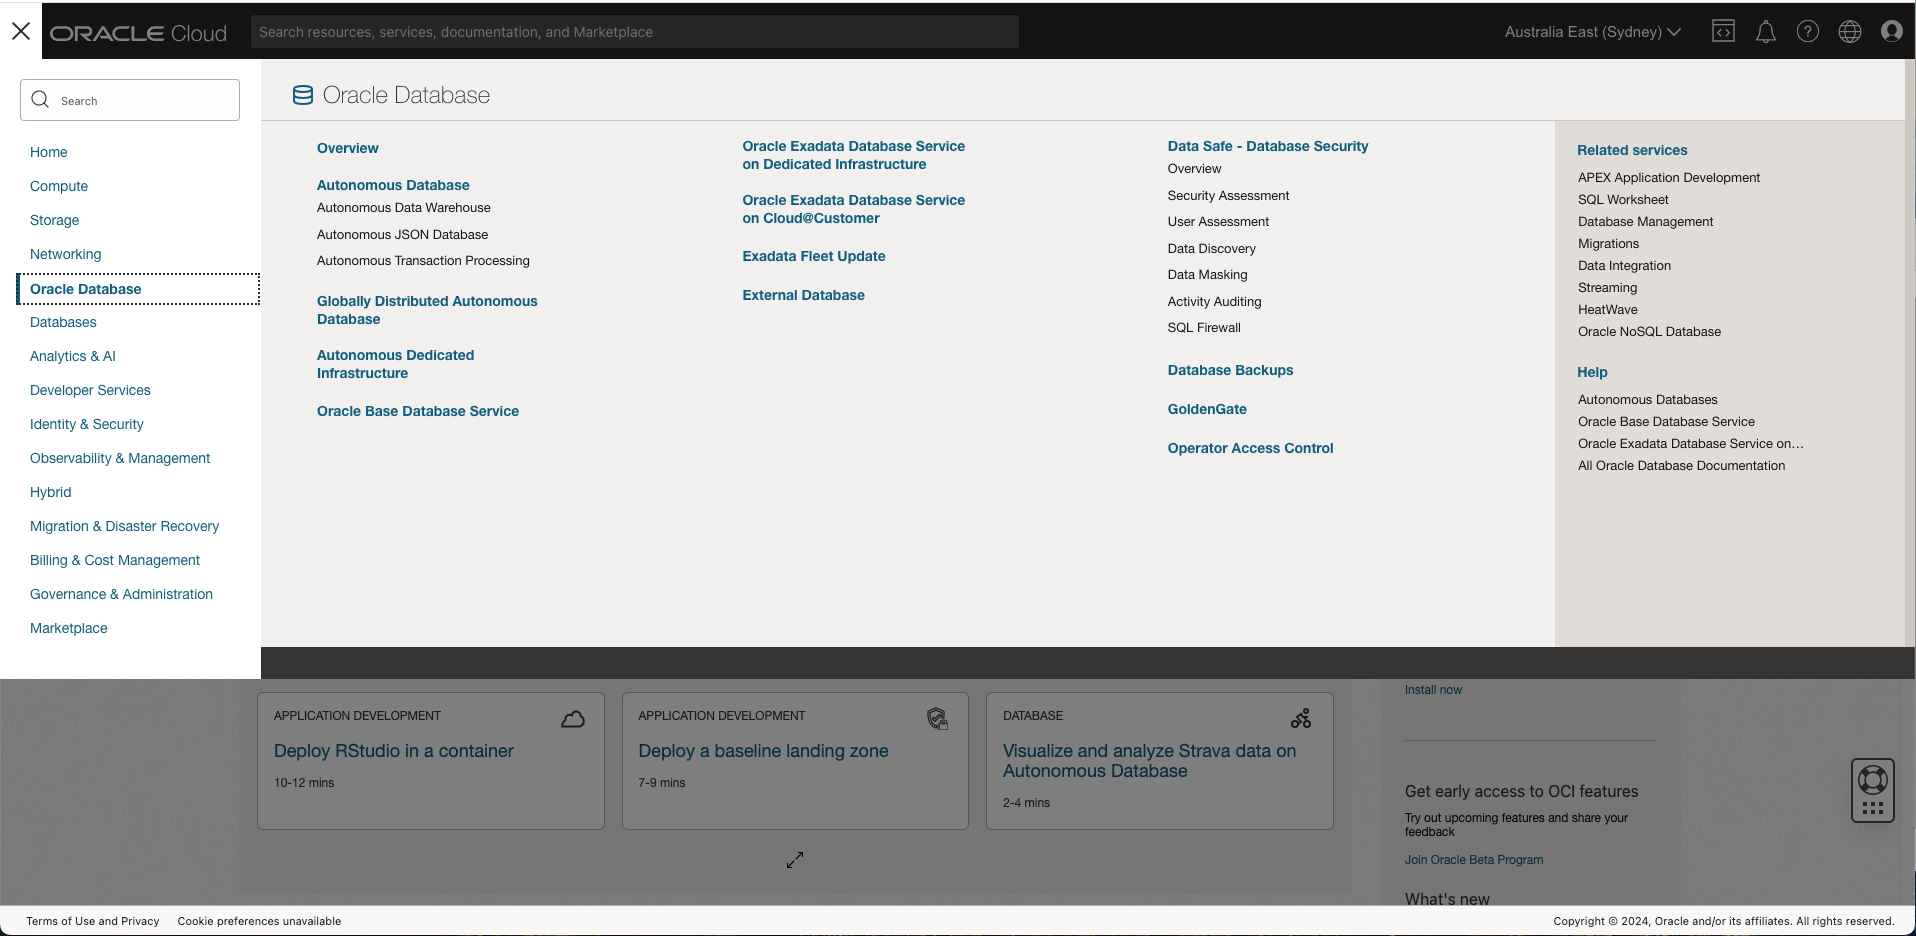 ORACLE Cloud
Search resources, services, documentation, and Marketplace
Australia East (Sydney)
Search
Home
Compute
Storage
Networking
Oracle Database
Databases
Analytics & AI
Developer Services
Identity & Security
Observability & Management
Hybrid
Migration & Disaster Recovery
Billing & Cost Management
Governance & Administration
Marketplace
Oracle Database
Overview
Autonomous Database
Autonomous Data Warehouse
Autonomous JSON Database
Autonomous Transaction Processing
Globally Distributed Autonomous
Database
Autonomous Dedicated
Infrastructure
Oracle Base Database Service
Oracle Exadata Database Service
on Dedicated Infrastructure
Oracle Exadata Database Service
on Cloud@Customer
Exadata Fleet Update
External Database
Data Safe - Database Security
Overview
Security Assessment
User Assessment
Data Discovery
Data Masking
Activity Auditing
SQL Firewall
Database Backups
GoldenGate
Operator Access Control
Related services
APEX Application Development
SQL Worksheet
Database Management
Migrations
Data Integration
Streaming
HeatWave
Oracle NoSQL Database
Help
Autonomous Databases
Oracle Base Database Service
Oracle Exadata Database Service on...
All Oracle Database Documentation
APPLICATION DEVELOPMENT
Deploy RStudio in a container
10-12 mins
APPLICATION DEVELOPMENT
Deploy a baseline landing zone
7-9 mins
DATABASE
Visualize and analyze Strava data on
Autonomous Database
2-4 mins
Install now
Get early access to OCI features
Try out upcoming features and share your
feedback
Join Oracle Beta Program
What's new
Terms of Use and Privacy
Cookie preferences unavailable
Copyright © 2024, Oracle and/or its affiliates. All rights reserved.